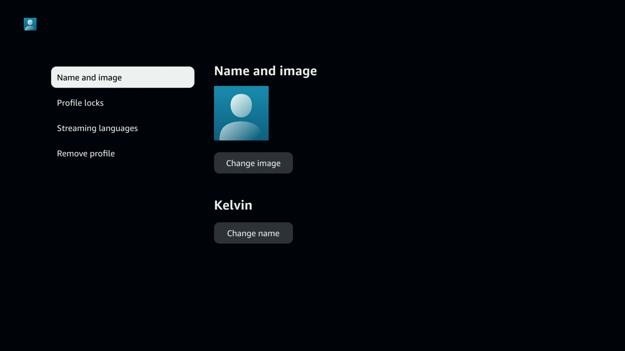 Name and image
Profile locks
Streaming languages
Remove profile
Name and image
Change image
Kelvin
Change name